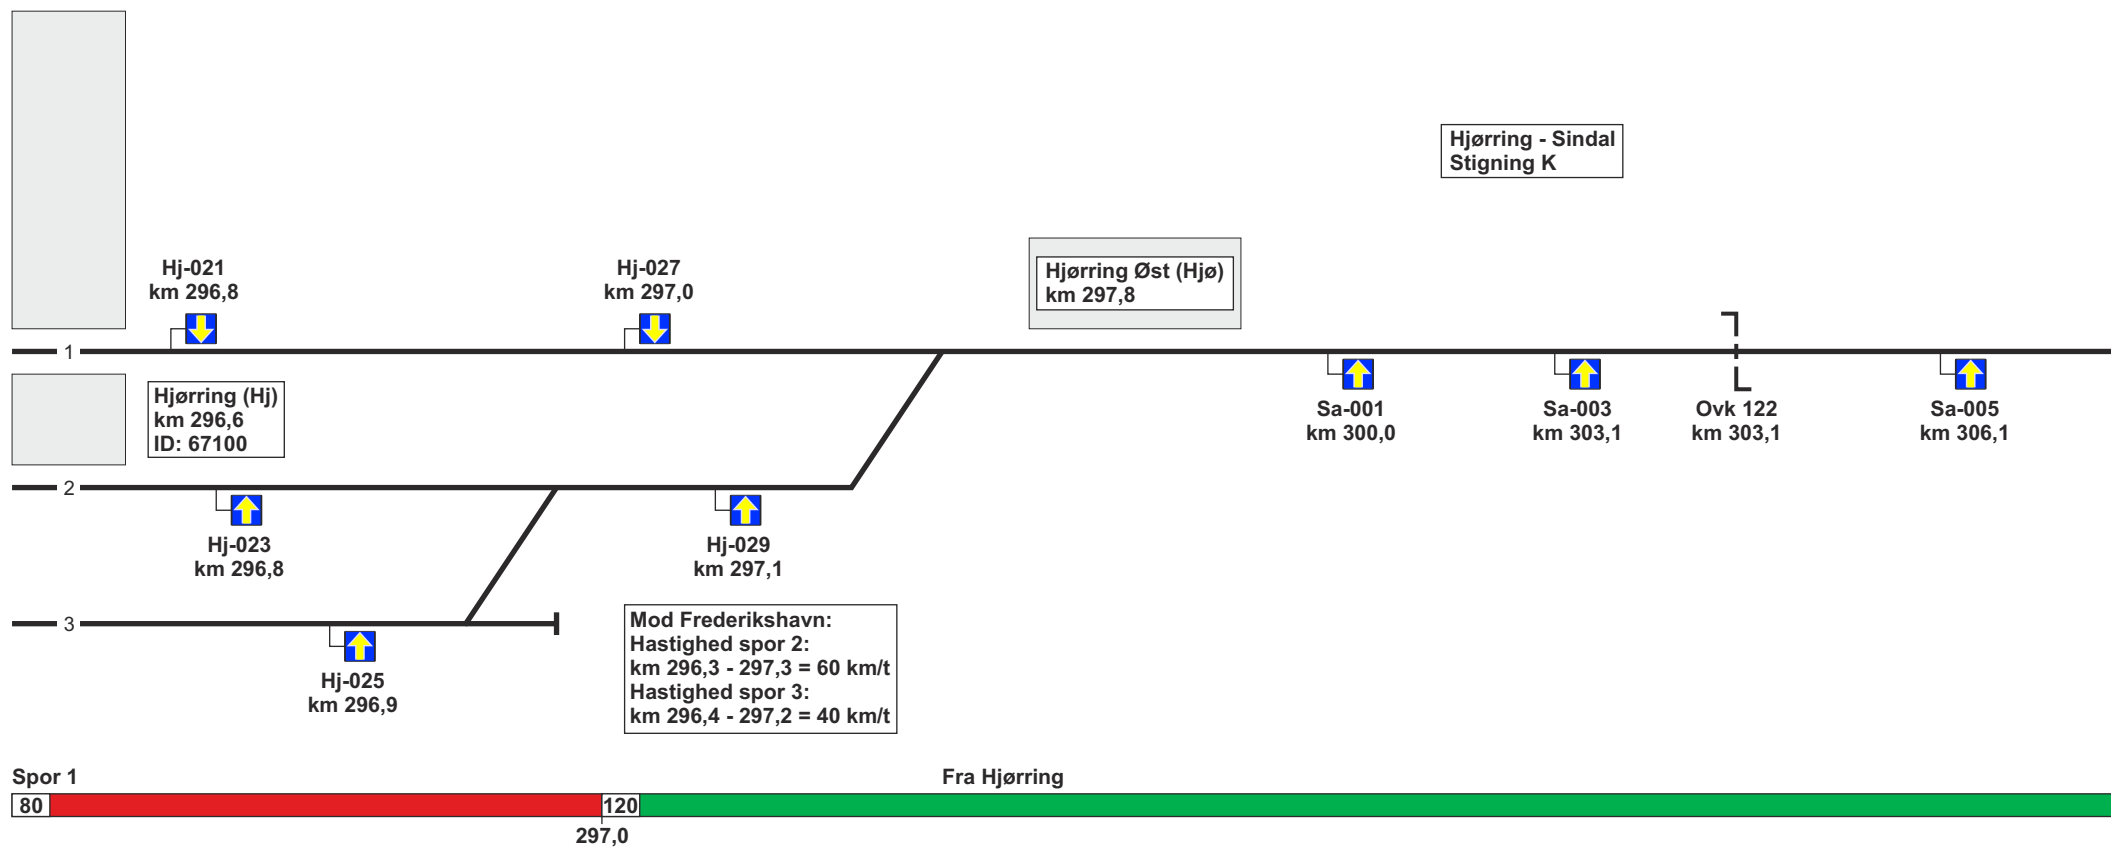 Hjørring - Sindal
Stigning K
Hj-021
km 296,8
Hj-027
km 297,0
Hjørring Øst (Hjø)
km 297,8
1
Hjørring (Hj)
km 296,6
ID: 67100
Sa-001
km 300,0
Sa-003
km 303,1
Ovk 122
km 303,1
Sa-005
km 306,1
2
Hj-023
km 296,8
Hj-029
km 297,1
3
Hj-025
km 296,9
Mod Frederikshavn:
Hastighed spor 2:
km 296,3 - 297,3 = 60 km/t
Hastighed spor 3:
km 296,4 - 297,2 = 40 km/t
Spor 1
Fra Hjørring
80
120
297,0